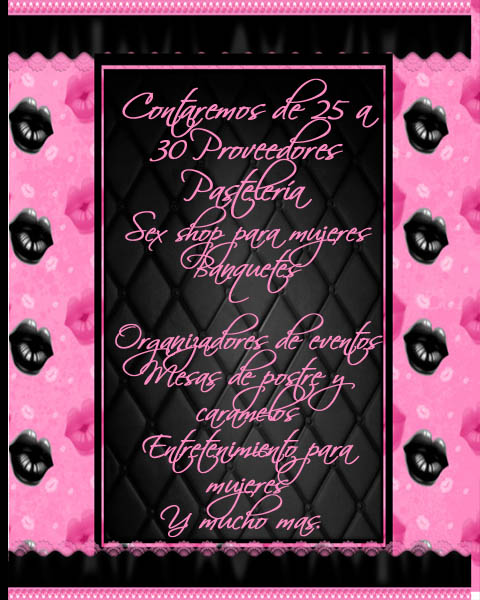 Contaremos de 25 a
30 Proveedores
Pastelería
Sex shop para mujeres
Banquetes
Organizadores de eventos
Mesas de postre y
caramelos
Entretenimiento para
mujeres
Y mucho mas.